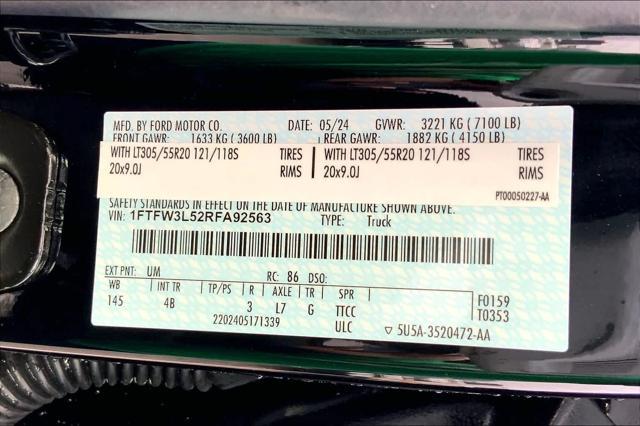 MFD. BY FORD MOTOR CO. DATE: 05/24 GVWR: 3221 KG ( 7100 LB)
FRONT GAWR: 1633 KG ( 3600 LB) REAR GAWR: 1882 KG ( 4150 LB)
WITH LT305/55R20 121/118S TIRES WITH LT305/55R20 121/118S TIRES
20x9.0J RIMS 20x9.0J RIMS
PT00050227-AA
SAFETY STANDARDS IN EFFECT ON THE DATE OF MANUFACTURE SHOWN ABOVE.
VIN: 1FTFW3L52RFA92563 TYPE: Truck
EXT PNT: UM RC: 86 DSO:
WB INT TR TP/PS R AXLE TR SPR F0159
145 4B 3 L7 G TTCC T0353
2202405171339 ULC ▽ 5U5A-3520472-AA